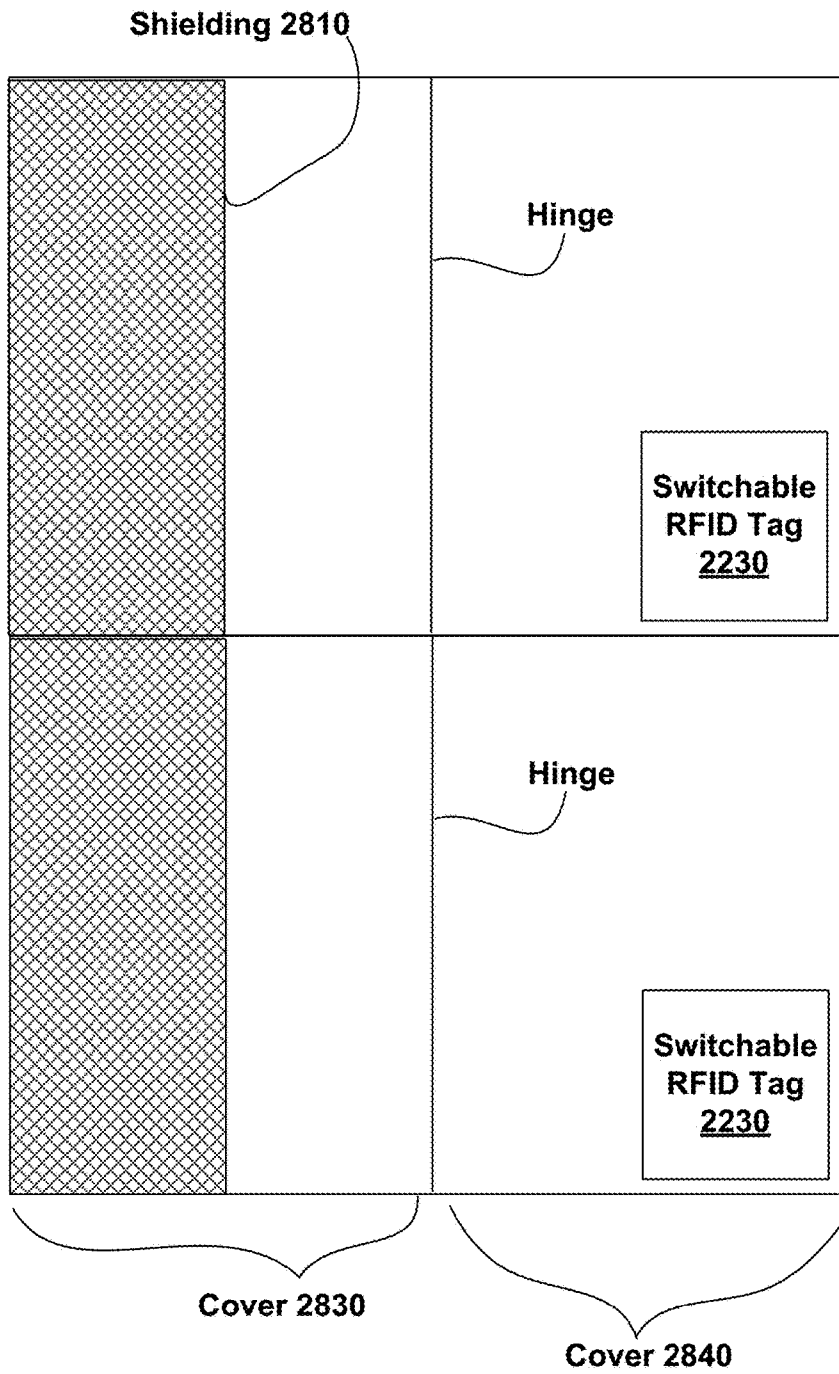 Shielding 2810
Hinge
Switchable
RFID Tag
2230
Hinge
Switchable
RFID Tag
2230
Cover 2830
Cover 2840